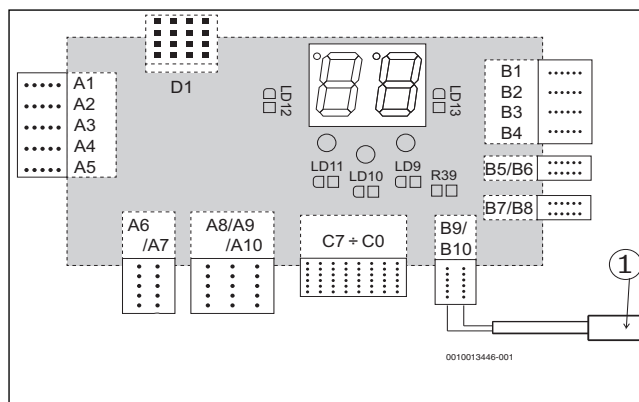 A1
A2
A3
A4
A5
D1
LD12
LD13
LD11
LD10
LD9
R39
B1
B2
B3
B4
B5/B6
B7/B8
A6
/A7
A8/A9
/A10
C7 ÷ C0
B9/
B10
1
0010013446-001